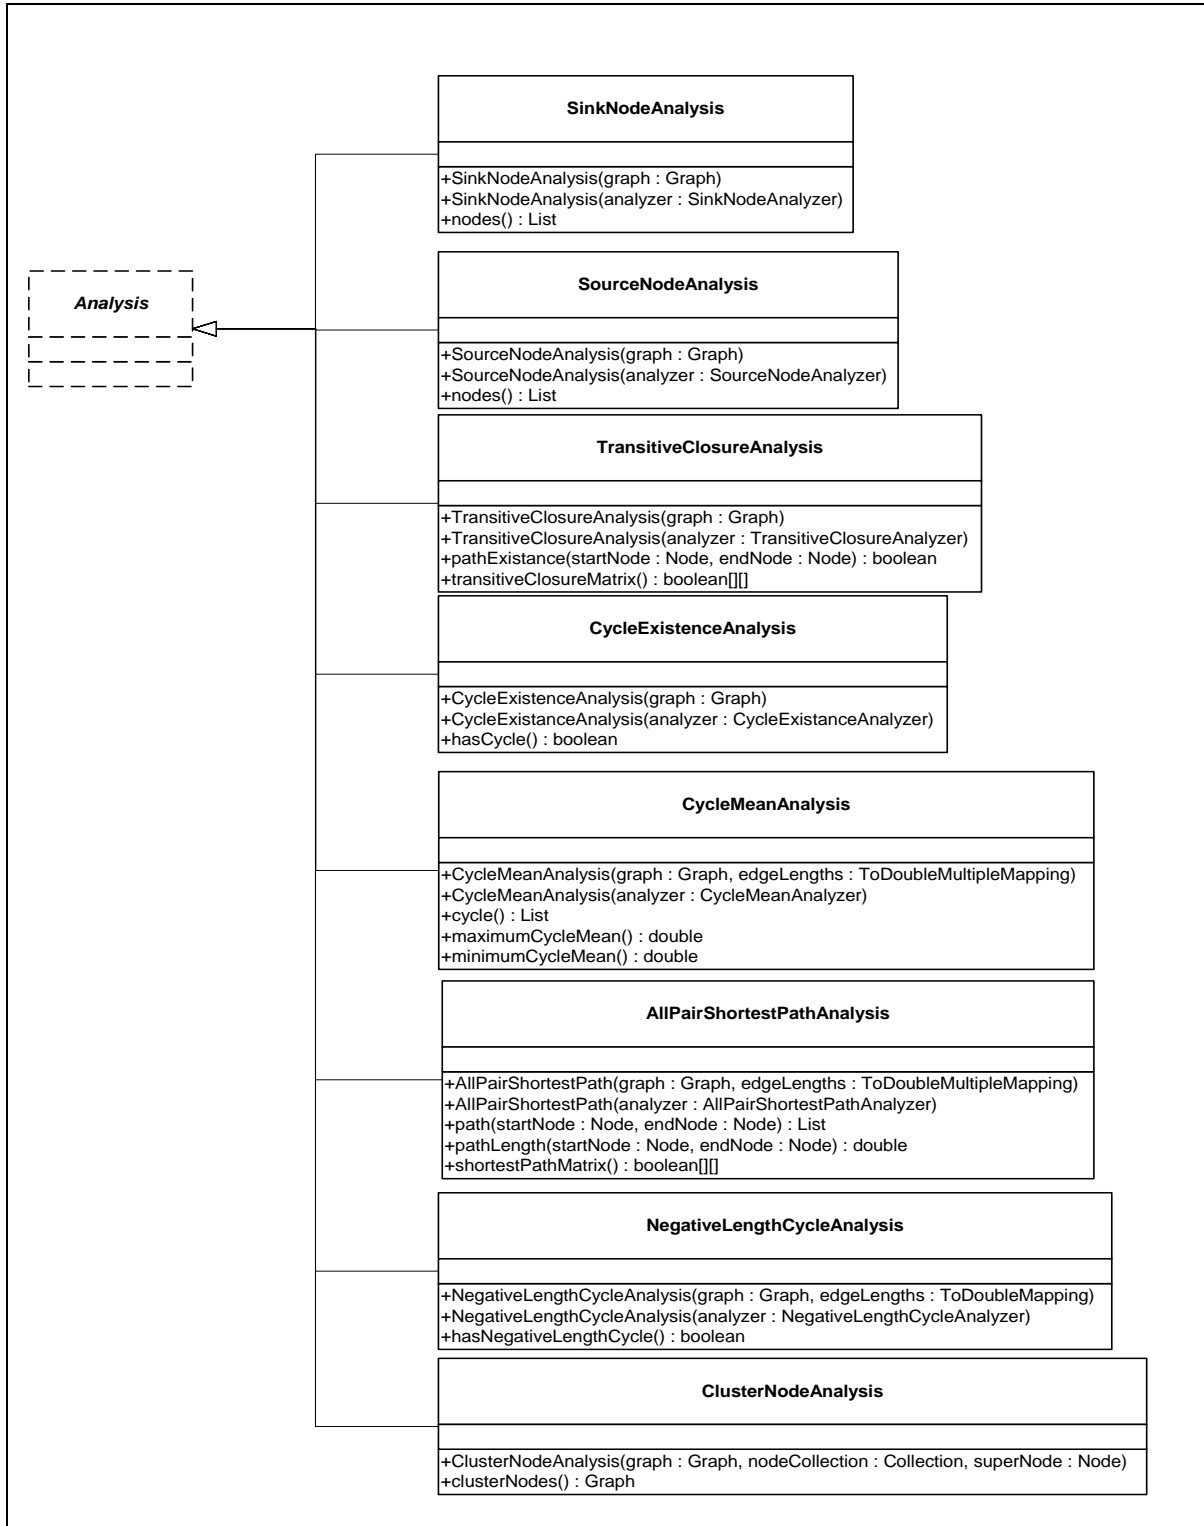 SinkNodeAnalysis
+SinkNodeAnalysis(graph : Graph)
+SinkNodeAnalysis(analyzer : SinkNodeAnalyzer)
+nodes() : List
Analysis
SourceNodeAnalysis
+SourceNodeAnalysis(graph : Graph)
+SourceNodeAnalysis(analyzer : SourceNodeAnalyzer)
+nodes() : List
TransitiveClosureAnalysis
+TransitiveClosureAnalysis(graph : Graph)
+TransitiveClosureAnalysis(analyzer : TransitiveClosureAnalyzer)
+pathExistance(startNode : Node, endNode : Node) : boolean
+transitiveClosureMatrix() : boolean[][]
CycleExistenceAnalysis
+CycleExistenceAnalysis(graph : Graph)
+CycleExistanceAnalysis(analyzer : CycleExistanceAnalyzer)
+hasCycle() : boolean
CycleMeanAnalysis
+CycleMeanAnalysis(graph : Graph, edgeLengths : ToDoubleMultipleMapping)
+CycleMeanAnalysis(analyzer : CycleMeanAnalyzer)
+cycle() : List
+maximumCycleMean() : double
+minimumCycleMean() : double
AllPairShortestPathAnalysis
+AllPairShortestPath(graph : Graph, edgeLengths : ToDoubleMultipleMapping)
+AllPairShortestPath(analyzer : AllPairShortestPathAnalyzer)
+path(startNode : Node, endNode : Node) : List
+pathLength(startNode : Node, endNode : Node) : double
+shortestPathMatrix() : boolean[][]
NegativeLengthCycleAnalysis
+NegativeLengthCycleAnalysis(graph : Graph, edgeLengths : ToDoubleMapping)
+NegativeLengthCycleAnalysis(analyzer : NegativeLengthCycleAnalyzer)
+hasNegativeLengthCycle() : boolean
ClusterNodeAnalysis
+ClusterNodeAnalysis(graph : Graph, nodeCollection : Collection, superNode : Node)
+clusterNodes() : Graph